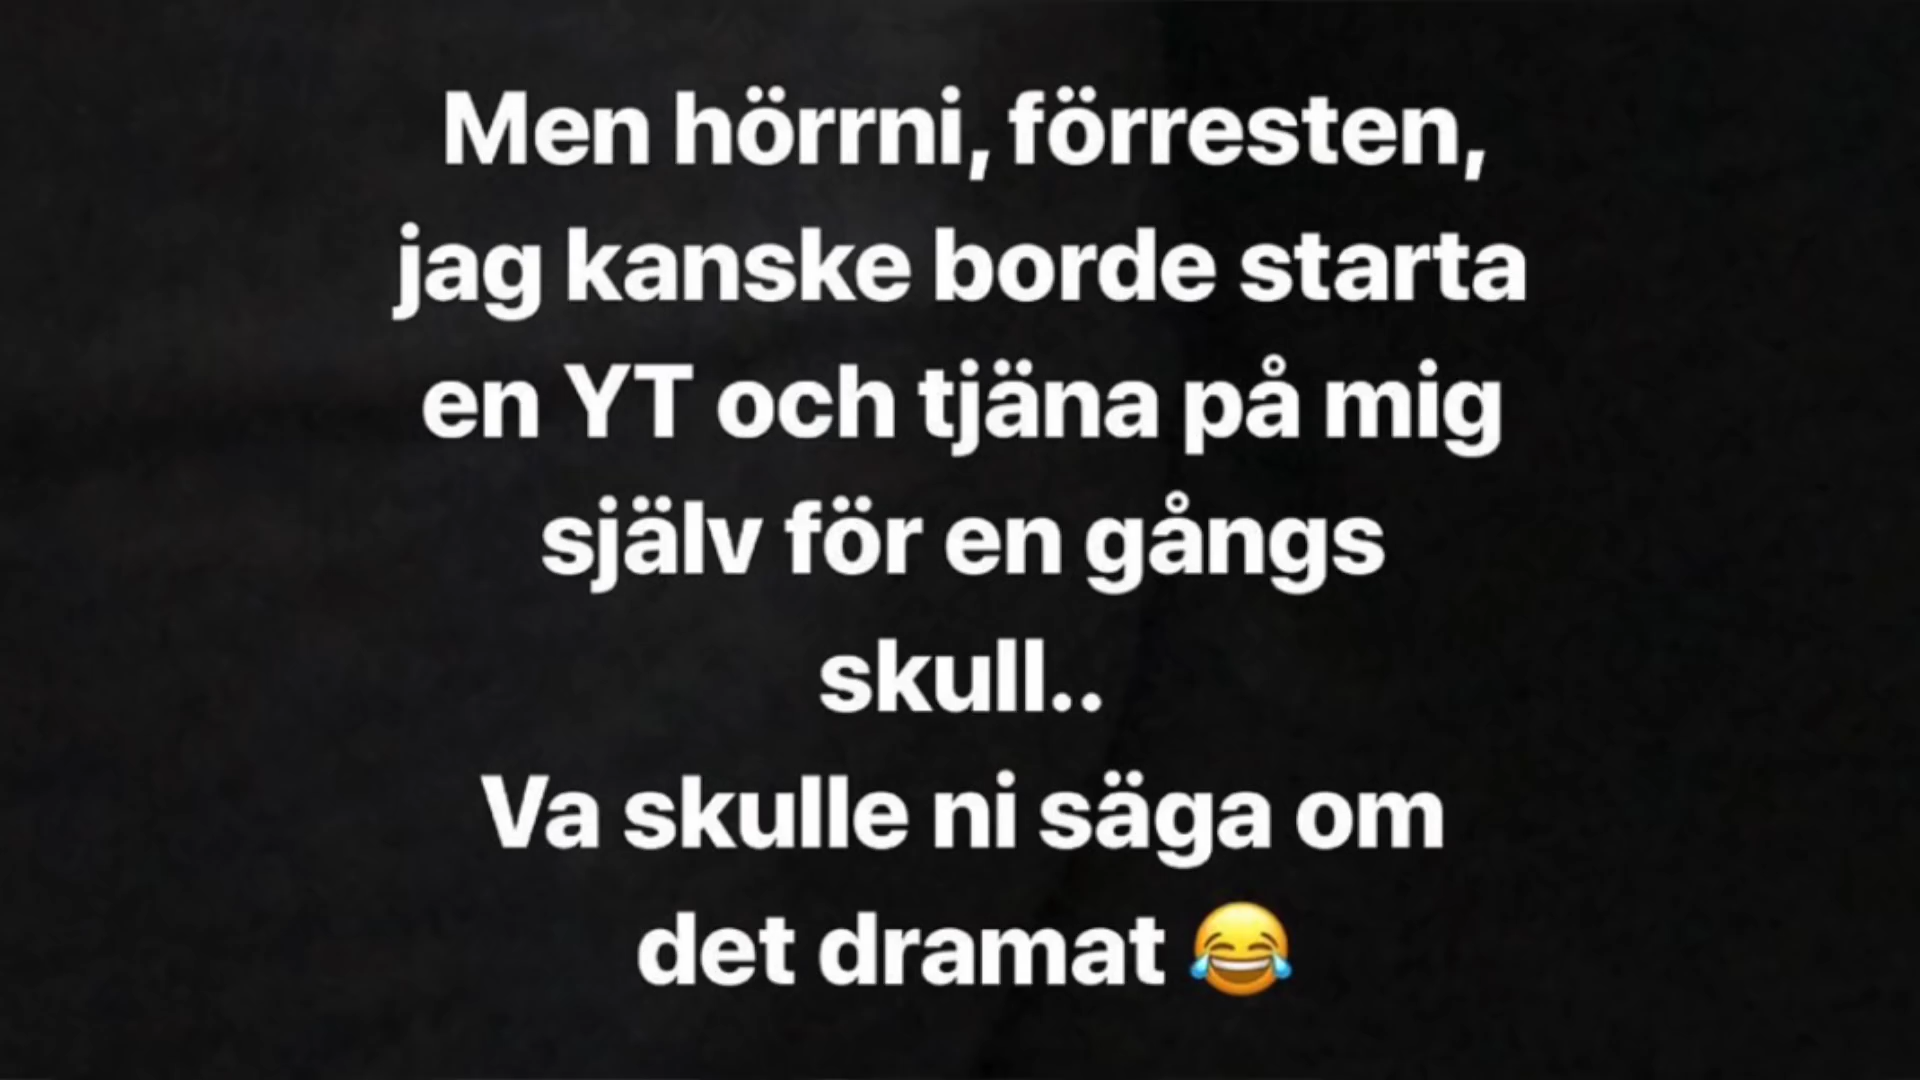 Men hörrni, förresten,
jag kanske borde starta
en YT och tjäna på mig
själv för en gångs
skull..
Va skulle ni säga om
det dramat 😂